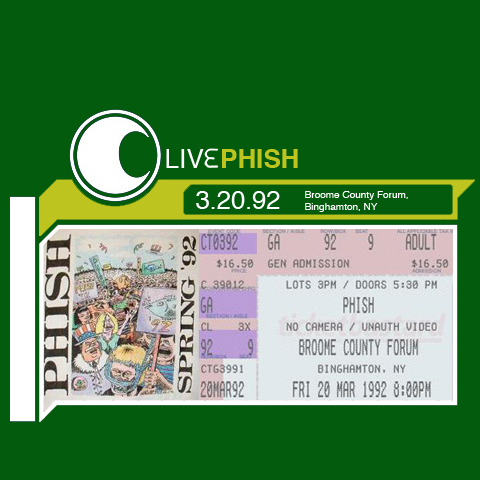 LIVEPHISH
3.20.92
Broome County Forum,
Binghamton, NY
PHISH
SPRING '92
CT0392 GA 92 9 ADULT
$16.50 GEN ADMISSION $16.50
PRICE ADMISSION
C 39012 LOTS 3PM / DOORS 5:30 PM
GA PHISH
CL 3X NO CAMERA / UNAUTH VIDEO
92 9 BROOME COUNTY FORUM
CTG3991 BINGHAMTON, NY
20MAR92 FRI 20 MAR 1992 8:00PM